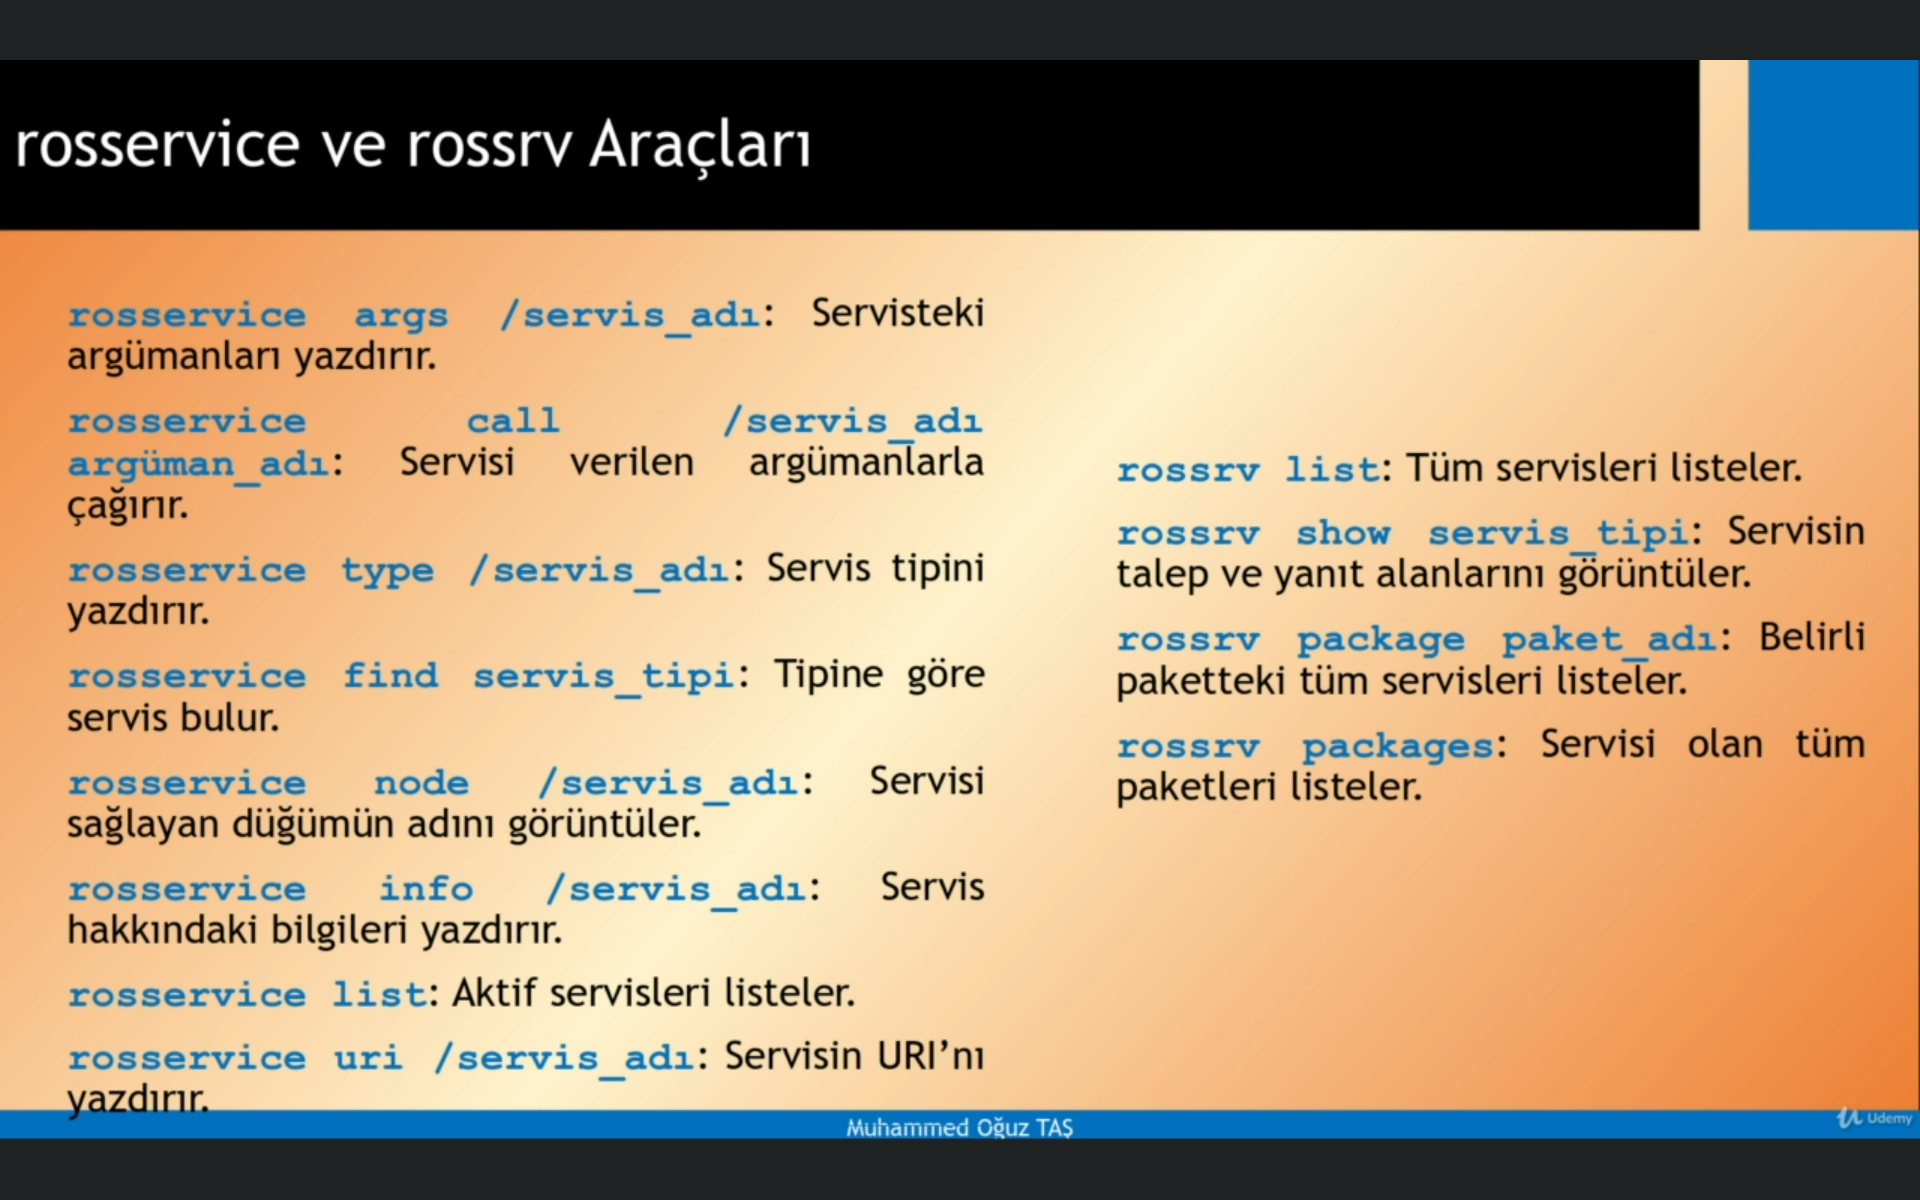 rosservice ve rossrv Araçları
rosservice args /servis_adı: Servisteki
argümanları yazdırır.
rosservice call /servis_adı
argüman_adı: Servisi verilen argümanlarla
çağırır.
rosservice type /servis_adı: Servis tipini
yazdırır.
rosservice find servis_tipi: Tipine göre
servis bulur.
rosservice node /servis_adı: Servisi
sağlayan düğümün adını görüntüler.
rosservice info /servis_adı: Servis
hakkındaki bilgileri yazdırır.
rosservice list: Aktif servisleri listeler.
rosservice uri /servis_adı: Servisin URI’nı
yazdırır.
rossrv list: Tüm servisleri listeler.
rossrv show servis_tipi: Servisin
talep ve yanıt alanlarını görüntüler.
rossrv package paket_adı: Belirli
paketteki tüm servisleri listeler.
rossrv packages: Servisi olan tüm
paketleri listeler.
Muhammed Oğuz TAŞ
Udemy